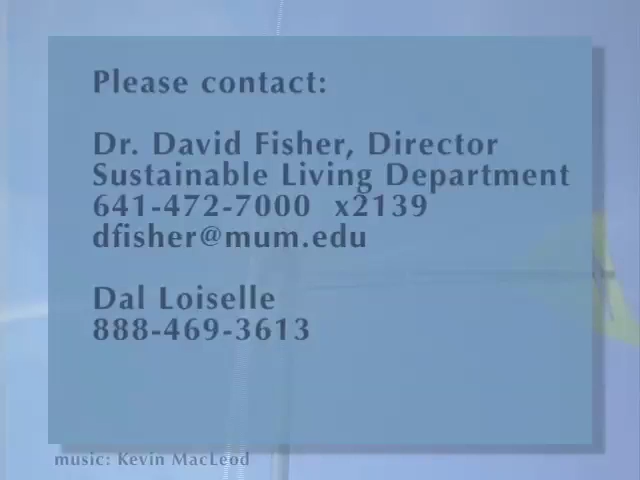 Please contact:
Dr. David Fisher, Director
Sustainable Living Department
641-472-7000 x2139
dfisher@mum.edu
Dal Loiselle
888-469-3613
music: Kevin MacLeod